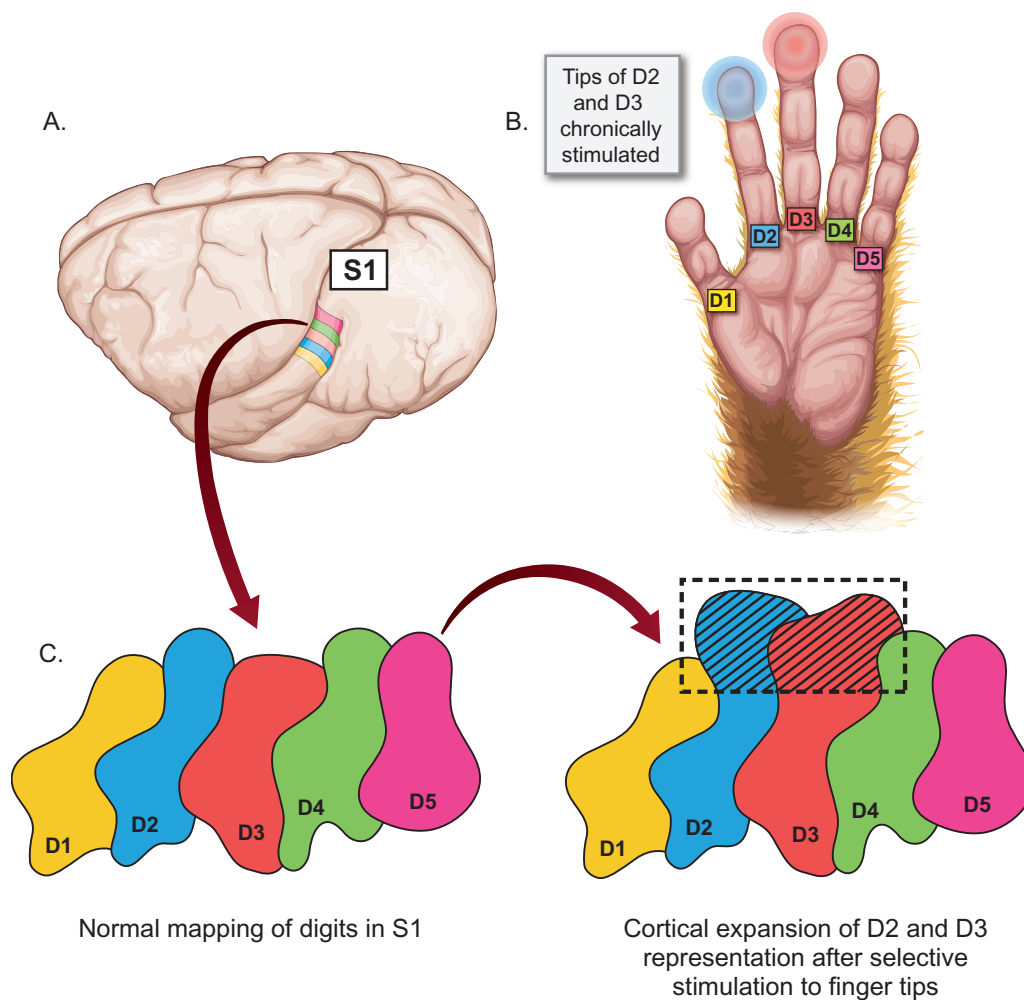 A.
S1
Tips of D2
and D3
chronically
stimulated
B.
D1
D2
D3
D4
D5
C.
D1
D2
D3
D4
D5
Normal mapping of digits in S1
D1
D2
D3
D4
D5
Cortical expansion of D2 and D3
representation after selective
stimulation to finger tips